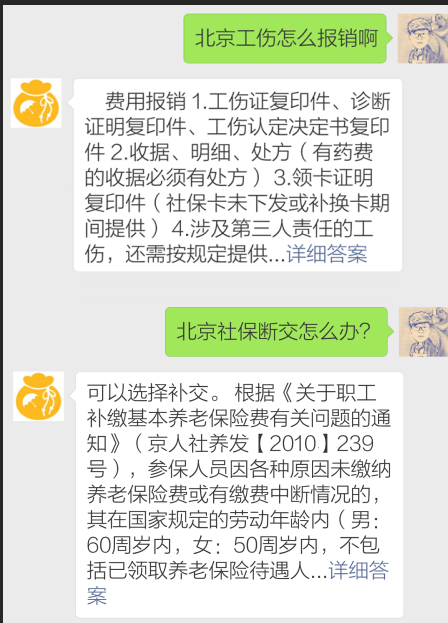 北京工伤怎么报销啊
费用报销 1.工伤证复印件、诊断
证明复印件、工伤认定决定书复印
件 2.收据、明细、处方（有药费
的收据必须有处方） 3.领卡证明
复印件（社保卡未下发或补换卡期
间提供） 4.涉及第三人责任的工
伤，还需按规定提供...详细答案
北京社保断交怎么办？
可以选择补交。 根据《关于职工
补缴基本养老保险费有关问题的通
知》（京人社养发【2010】239
号），参保人员因各种原因未缴纳
养老保险费或有缴费中断情况的，
其在国家规定的劳动年龄内（男：
60周岁内，女：50周岁内，不包
括已领取养老保险待遇人...详细答
案